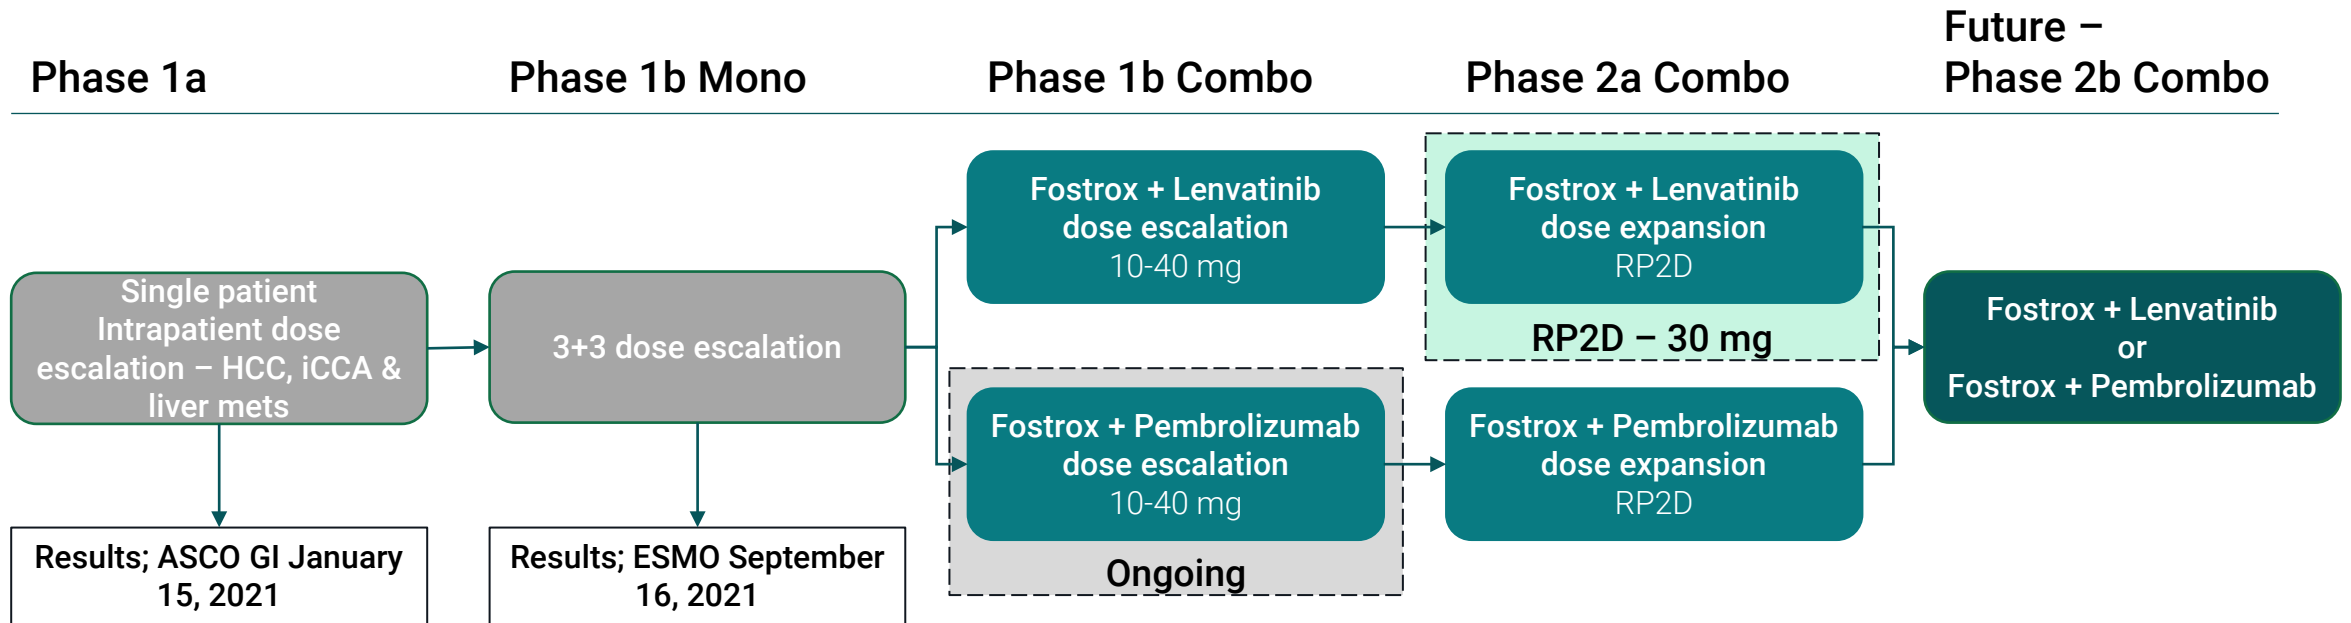 Phase 1a
Phase 1b Mono
Phase 1b Combo
Phase 2a Combo
Future –
Phase 2b Combo
Single patient
Intrapatient dose
escalation – HCC, iCCA &
liver mets
Results; ASCO GI January
15, 2021
3+3 dose escalation
Results; ESMO September
16, 2021
Fostrox + Lenvatinib
dose escalation
10-40 mg
Fostrox + Pembrolizumab
dose escalation
10-40 mg
Ongoing
Fostrox + Lenvatinib
dose expansion
RP2D
RP2D – 30 mg
Fostrox + Pembrolizumab
dose expansion
RP2D
Fostrox + Lenvatinib
or
Fostrox + Pembrolizumab